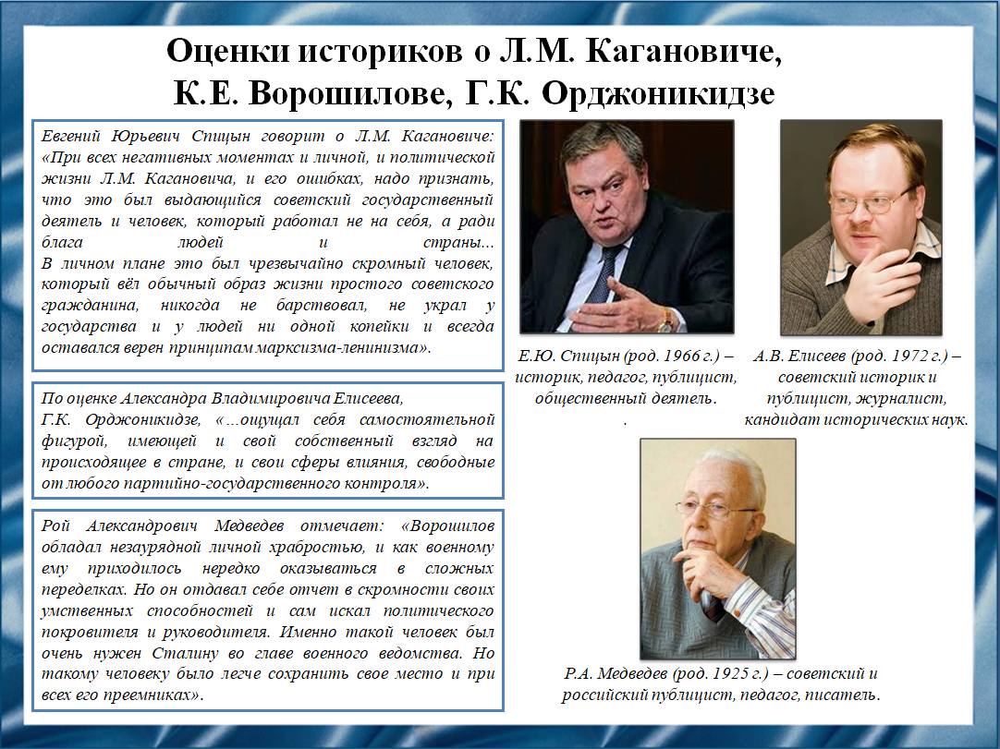 Оценки историков о Л.М. Кагановиче,
К.Е. Ворошилове, Г.К. Орджоникидзе
Евгений Юрьевич Спицын говорит о Л.М. Кагановиче:
«При всех негативных моментах и личной, и политической
жизни Л.М. Кагановича, и его ошибках, надо признать,
что это был выдающийся советский государственный
деятель и человек, который работал не на себя, а ради
блага людей и страны...
В личном плане это был чрезвычайно скромный человек,
который вёл обычный образ жизни простого советского
гражданина, никогда не барствовал, не украл у
государства и у людей ни одной копейки и всегда
оставался верен принципам марксизма-ленинизма».
По оценке Александра Владимировича Елисеева,
Г.К. Орджоникидзе, «…ощущал себя самостоятельной
фигурой, имеющей и свой собственный взгляд на
происходящее в стране, и свои сферы влияния, свободные
от любого партийно-государственного контроля».
Рой Александрович Медведев отмечает: «Ворошилов
обладал незаурядной личной храбростью, и как военному
ему приходилось нередко оказываться в сложных
переделках. Но он отдавал себе отчет в скромности своих
умственных способностей и сам искал политического
покровителя и руководителя. Именно такой человек был
очень нужен Сталину во главе военного ведомства. Но
такому человеку было легче сохранить свое место и при
всех его преемниках».
Е.Ю. Спицын (род. 1966 г.) –
историк, педагог, публицист,
общественный деятель.
.
А.В. Елисеев (род. 1972 г.) –
советский историк и
публицист, журналист,
кандидат исторических наук.
Р.А. Медведев (род. 1925 г.) – советский и
российский публицист, педагог, писатель.